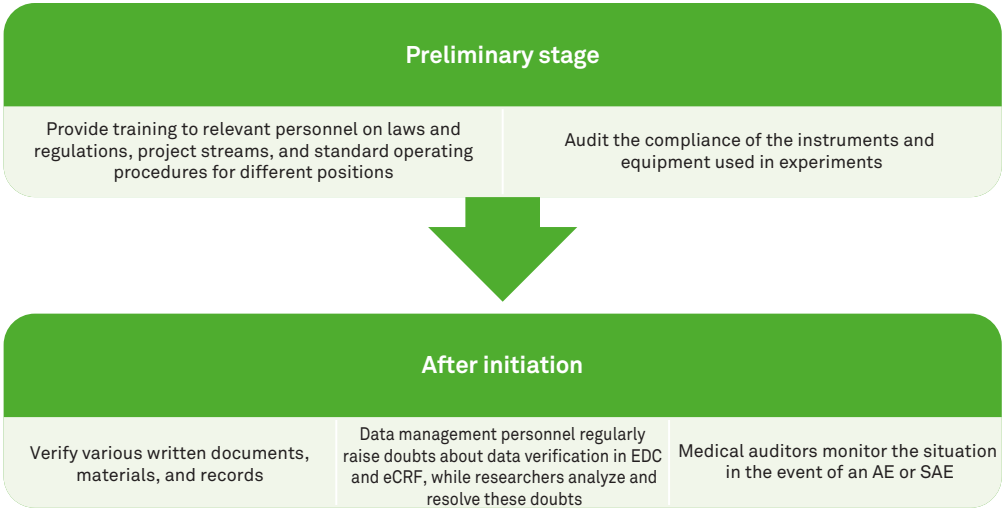 Preliminary stage
Provide training to relevant personnel on laws and
regulations, project streams, and standard operating
procedures for different positions
Audit the compliance of the instruments and
equipment used in experiments
After initiation
Verify various written documents,
materials, and records
Data management personnel regularly
raise doubts about data verification in EDC
and eCRF, while researchers analyze and
resolve these doubts
Medical auditors monitor the situation
in the event of an AE or SAE